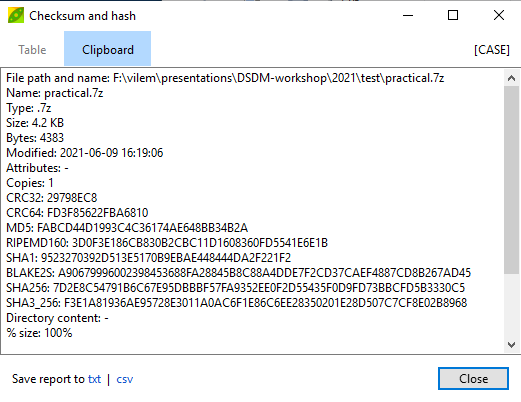 Checksum and hash
Table Clipboard [CASE]
File path and name: F:\vilem\presentations\DSDM-workshop\2021\test\practical.7z
Name: practical.7z
Type: .7z
Size: 4.2 KB
Bytes: 4383
Modified: 2021-06-09 16:19:06
Attributes: -
Copies: 1
CRC32: 29798EC8
CRC64: FD3F85622FBA6810
MD5: FABCD44D1993C4C36174AE648BB34B2A
RIPEMD160: 3D0F3E186CB830B2CBC11D1608360FD5541E6E1B
SHA1: 9523270392D513E5170B9EBAE448444DA2F221F2
BLAKE2S: A90679996002398453688FA28845B8C88A4DDE7F2CD37CAEF4887CD8B267AD45
SHA256: 7D2E8C54791B6C67E95DBBBF57FA9352EE0F2D55435F0D9FD73BBCFD5B3330C5
SHA3_256: F3E1A81936AE95728E3011A0AC6F1E86C6EE28350201E28D507C7CF8E02B8968
Directory content: -
% size: 100%
Save report to txt | csv
Close